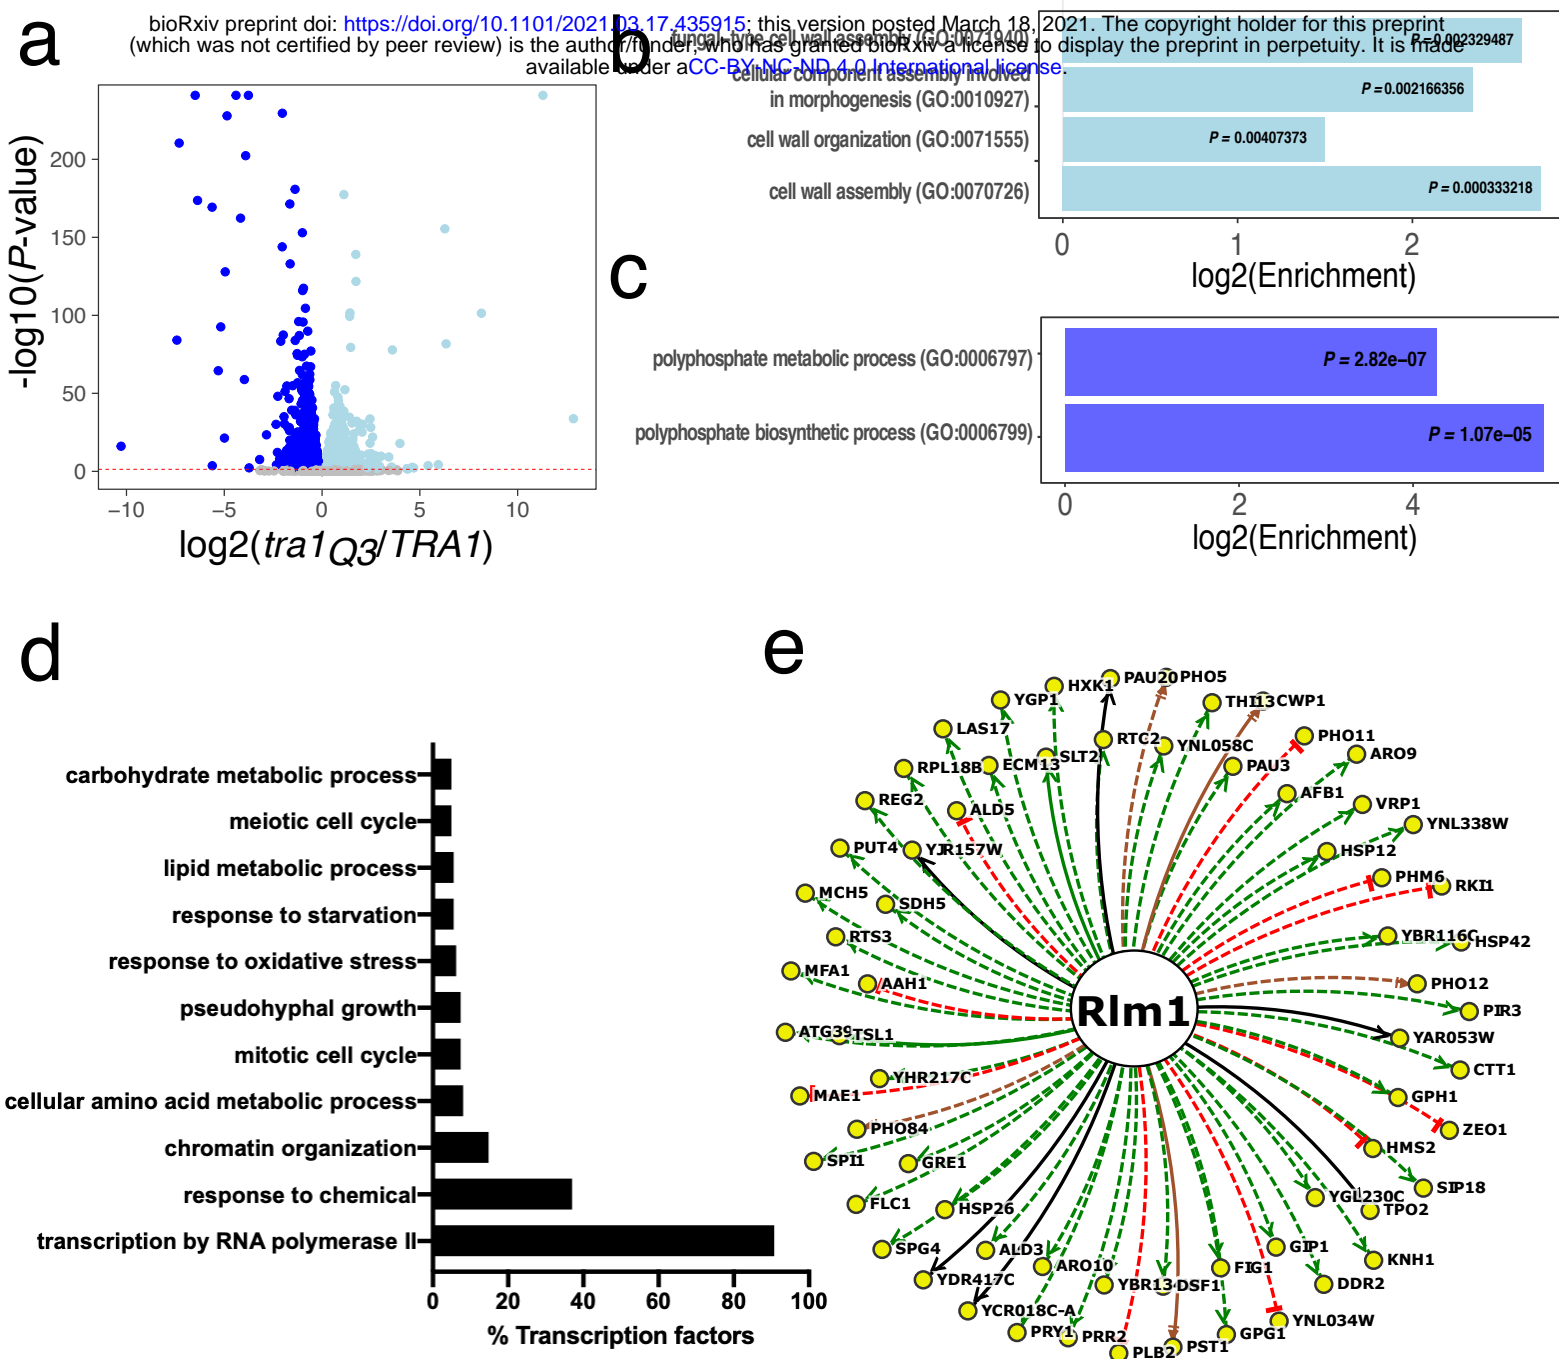 bioRxiv preprint doi: https://doi.org/10.1101/2021.03.17.435915; this version posted March 18, 2021. The copyright holder for this preprint
(which was not certified by peer review) is the author/funder, who has granted bioRxiv a license to display the preprint in perpetuity. It is made
available under aCC-BY-NC-ND 4.0 International license.
a
-log10(P-value)
200
150
100
50
0
−10
−5
0
5
10
log2(tra1Q3/TRA1)
b
fungal-type cell wall assembly (GO:0071940)
cellular component assembly involved
in morphogenesis (GO:0010927)
cell wall organization (GO:0071555)
cell wall assembly (GO:0070726)
P = 0.002329487
P = 0.002166356
P = 0.00407373
P = 0.000333218
0
1
2
log2(Enrichment)
c
polyphosphate metabolic process (GO:0006797)
polyphosphate biosynthetic process (GO:0006799)
P = 2.82e−07
P = 1.07e−05
0
2
4
log2(Enrichment)
d
carbohydrate metabolic process
meiotic cell cycle
lipid metabolic process
response to starvation
response to oxidative stress
pseudohyphal growth
mitotic cell cycle
cellular amino acid metabolic process
chromatin organization
response to chemical
transcription by RNA polymerase II
0
20
40
60
80
100
% Transcription factors
e
PAU20
PHO5
HXK1
YGP1
THI13
CWP1
LAS17
PHO11
RTC2
YNL058C
SLT2
ARO9
RPL18B
ECM13
PAU3
REG2
ALD5
AFB1
VRP1
YNL338W
PUT4
YJR157W
HSP12
PHM6
RKI1
MCH5
SDH5
RTS3
YBR116C
HSP42
MFA1
AAH1
PHO12
PIR3
Rlm1
ATG39
TSL1
YAR053W
CTT1
YHR217C
MAE1
GPH1
PHO84
ZEO1
HMS2
SPI1
GRE1
SIP18
FLC1
HSP26
YGL230C
TPO2
SPG4
ALD3
GIP1
KNH1
ARO10
FIG1
YDR417C
YBR13
DSF1
DDR2
YCR018C-A
YNL034W
PRY1
PRR2
GPG1
PLB2
PST1